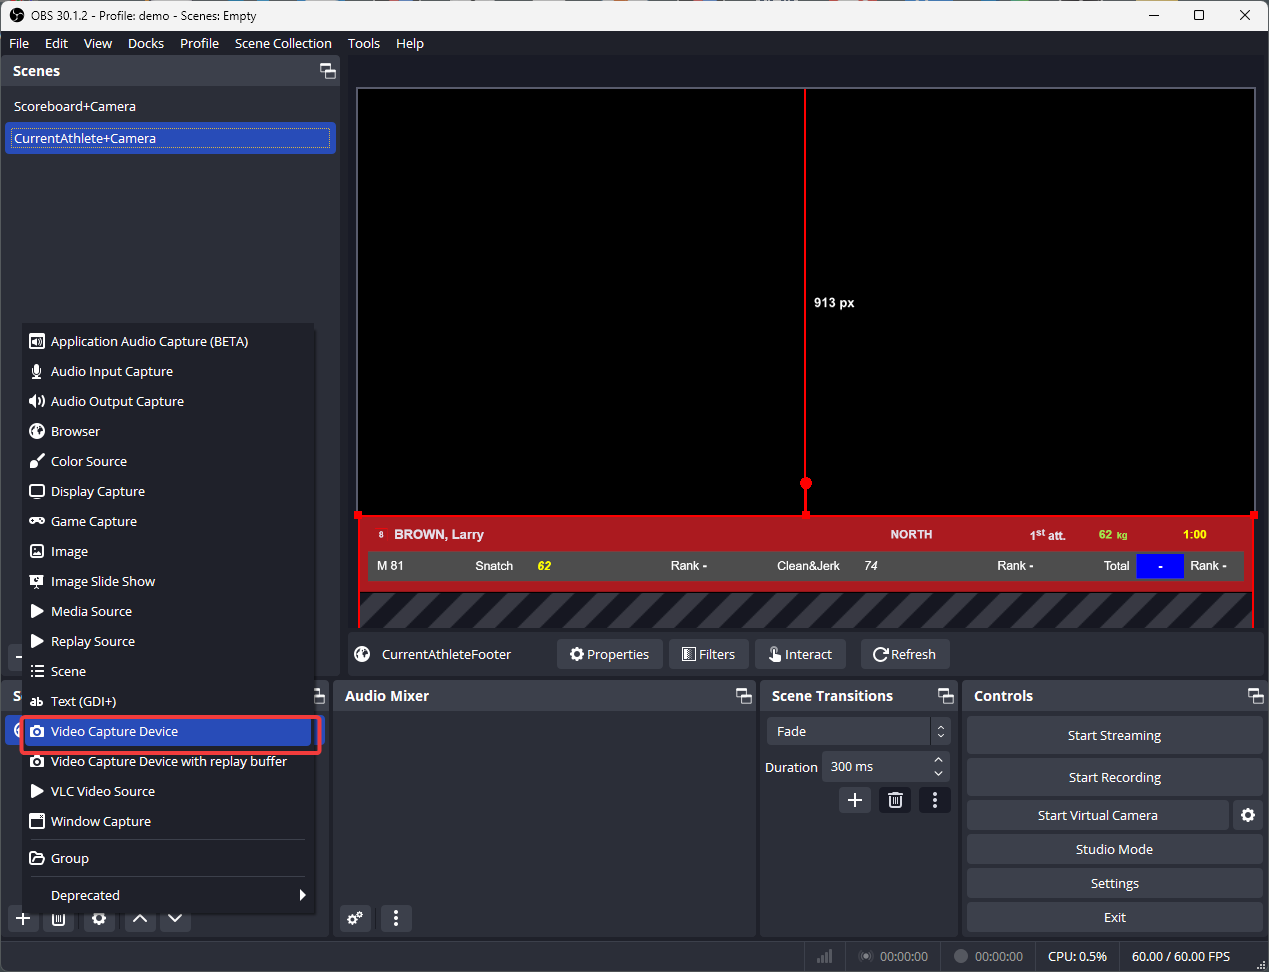 OBS 30.1.2 - Profile: demo - Scenes: Empty
File Edit View Docks Profile Scene Collection Tools Help
Scenes
Scoreboard+Camera
CurrentAthlete+Camera
913 px
Application Audio Capture (BETA)
Audio Input Capture
Audio Output Capture
Browser
Color Source
Display Capture
Game Capture
Image
Image Slide Show
Media Source
Replay Source
Scene
ab Text (GDI+)
Video Capture Device
Video Capture Device with replay buffer
VLC Video Source
Window Capture
Group
Deprecated
8 BROWN, Larry NORTH 1st att. 62 kg 1:00
M 81 Snatch 62 Rank - Clean&Jerk 74 Rank - Total - Rank -
CurrentAthleteFooter Properties Filters Interact Refresh
S
Audio Mixer
Scene Transitions
Fade
Duration 300 ms
Controls
Start Streaming
Start Recording
Start Virtual Camera
Studio Mode
Settings
Exit
00:00:00 00:00:00 CPU: 0.5% 60.00 / 60.00 FPS